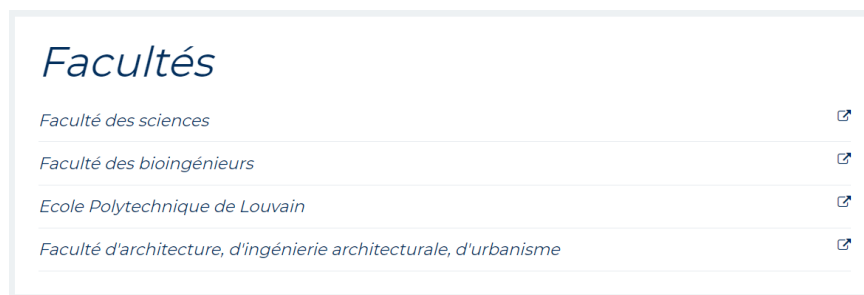 Facultés
Faculté des sciences
Faculté des bioingénieurs
Ecole Polytechnique de Louvain
Faculté d'architecture, d'ingénierie architecturale, d'urbanisme